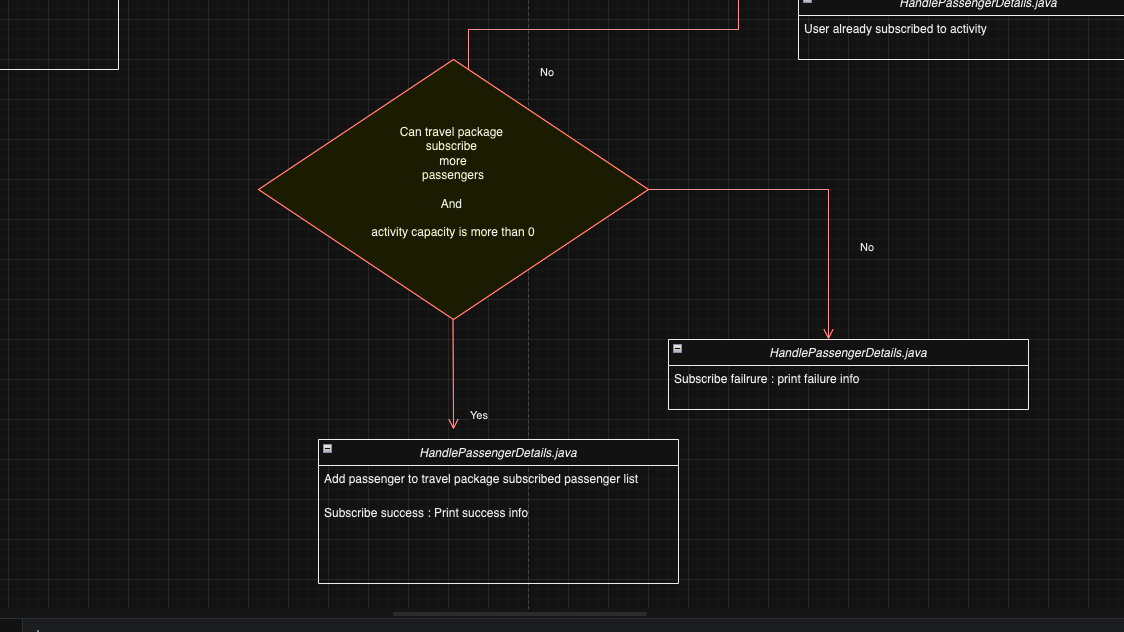 HandlePassengerDetails.java
User already subscribed to activity
No
Can travel package
subscribe
more
passengers
And
activity capacity is more than 0
No
HandlePassengerDetails.java
Subscribe failrure : print failure info
Yes
HandlePassengerDetails.java
Add passenger to travel package subscribed passenger list
Subscribe success : Print success info